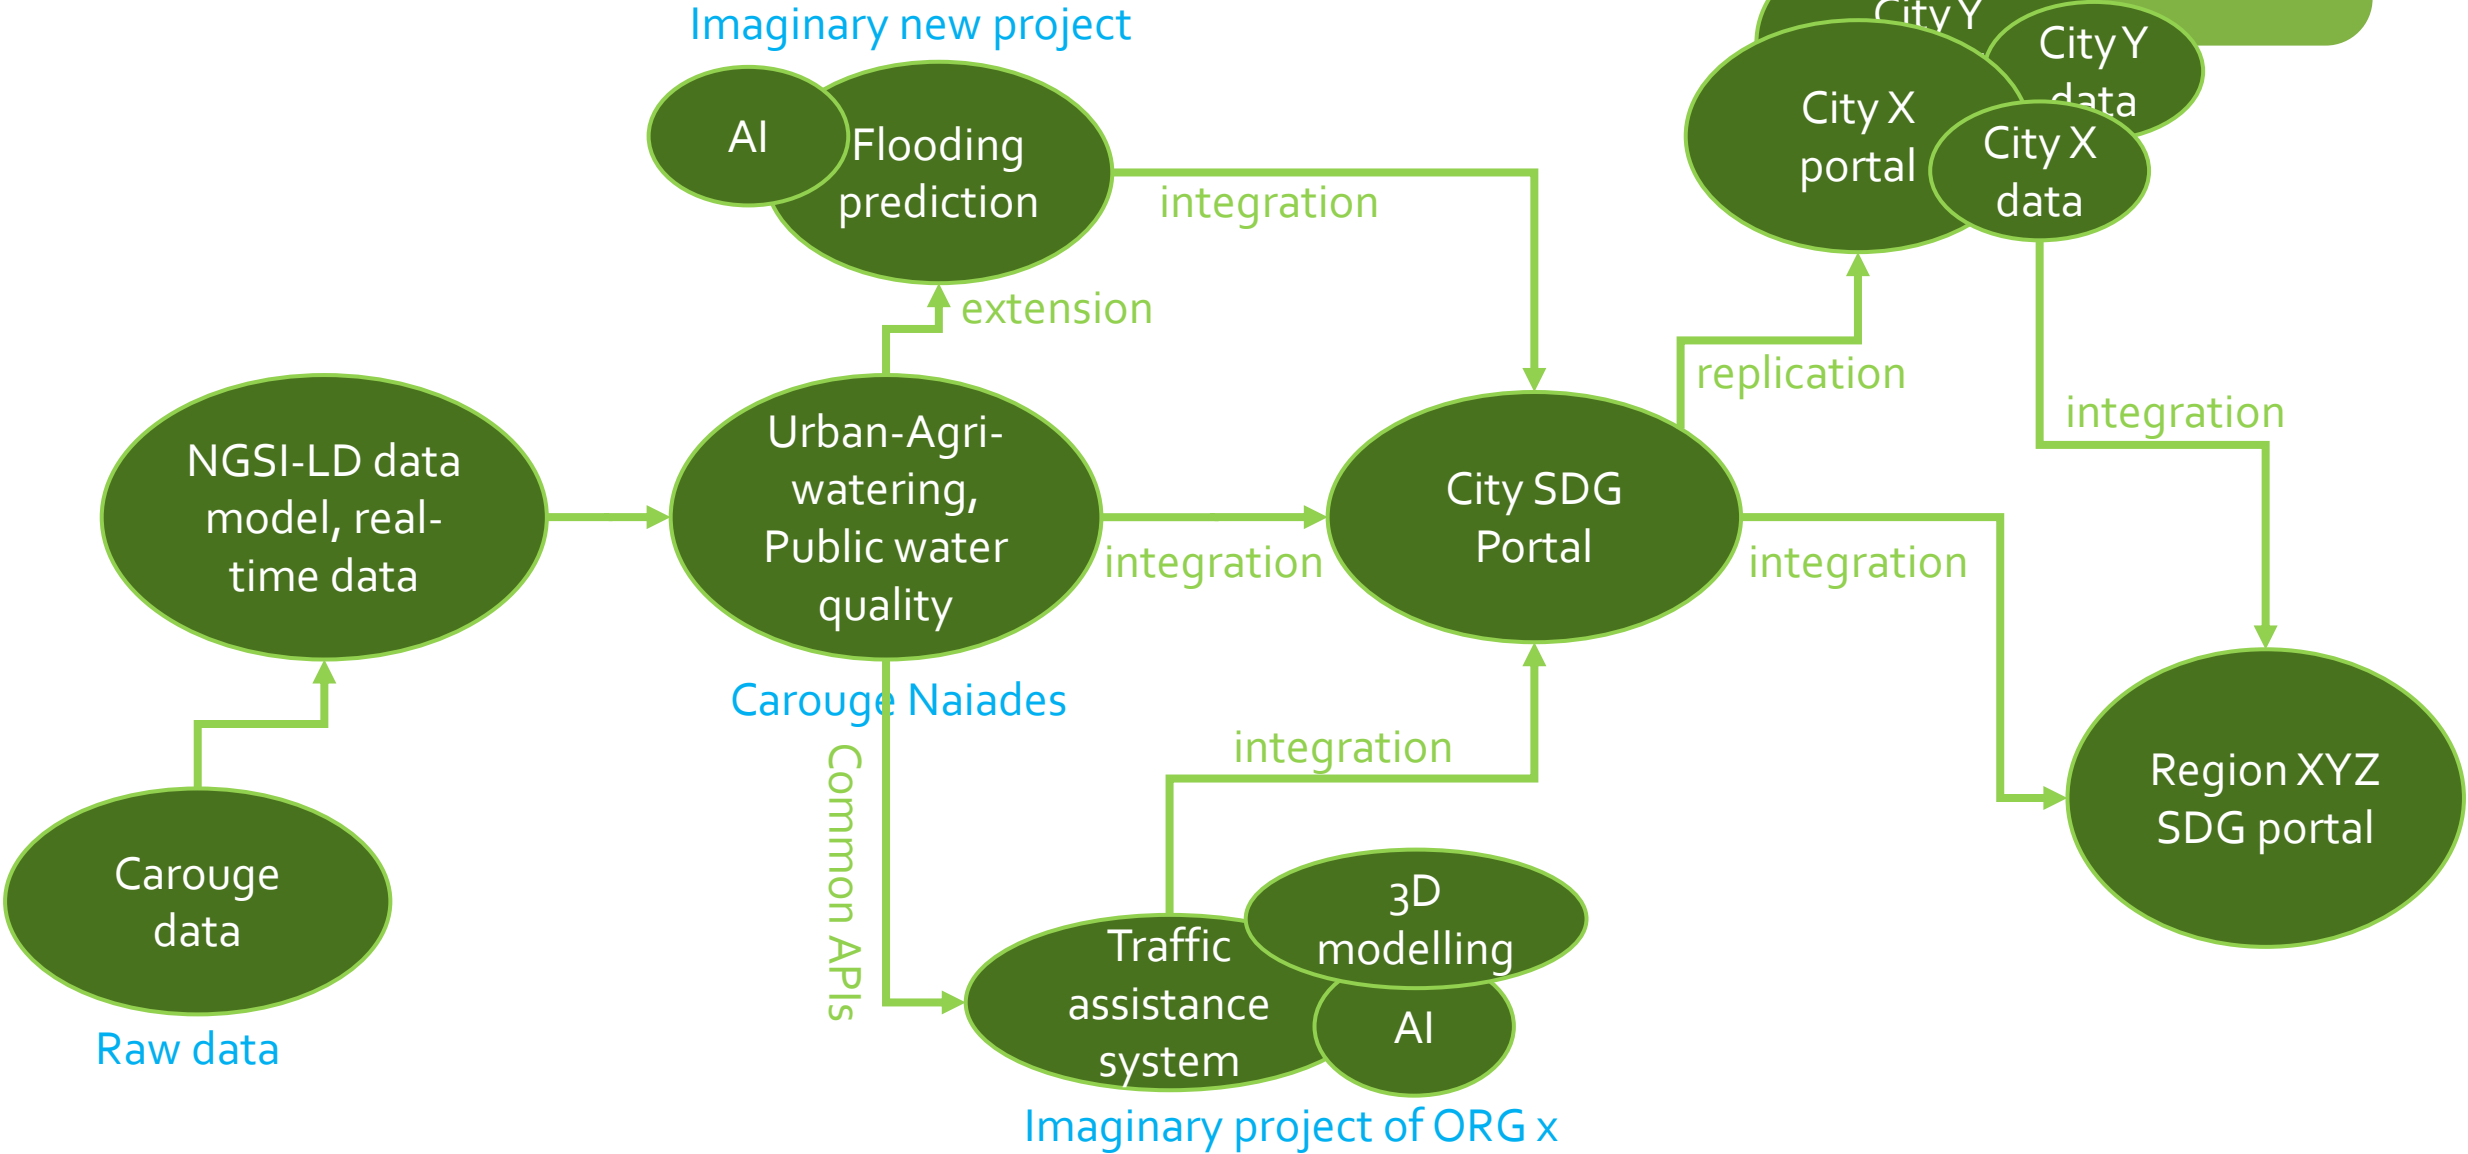 Imaginary new project
AI
Flooding
prediction
integration
extension
City Y
City Y
data
City X
portal
City X
data
replication
integration
NGSI-LD data
model, real-
time data
Urban-Agri-
watering,
Public water
quality
integration
City SDG
Portal
integration
Carouge Naiades
Common APIs
integration
Region XYZ
SDG portal
Carouge
data
Raw data
Traffic
assistance
system
3D
modelling
AI
Imaginary project of ORG x